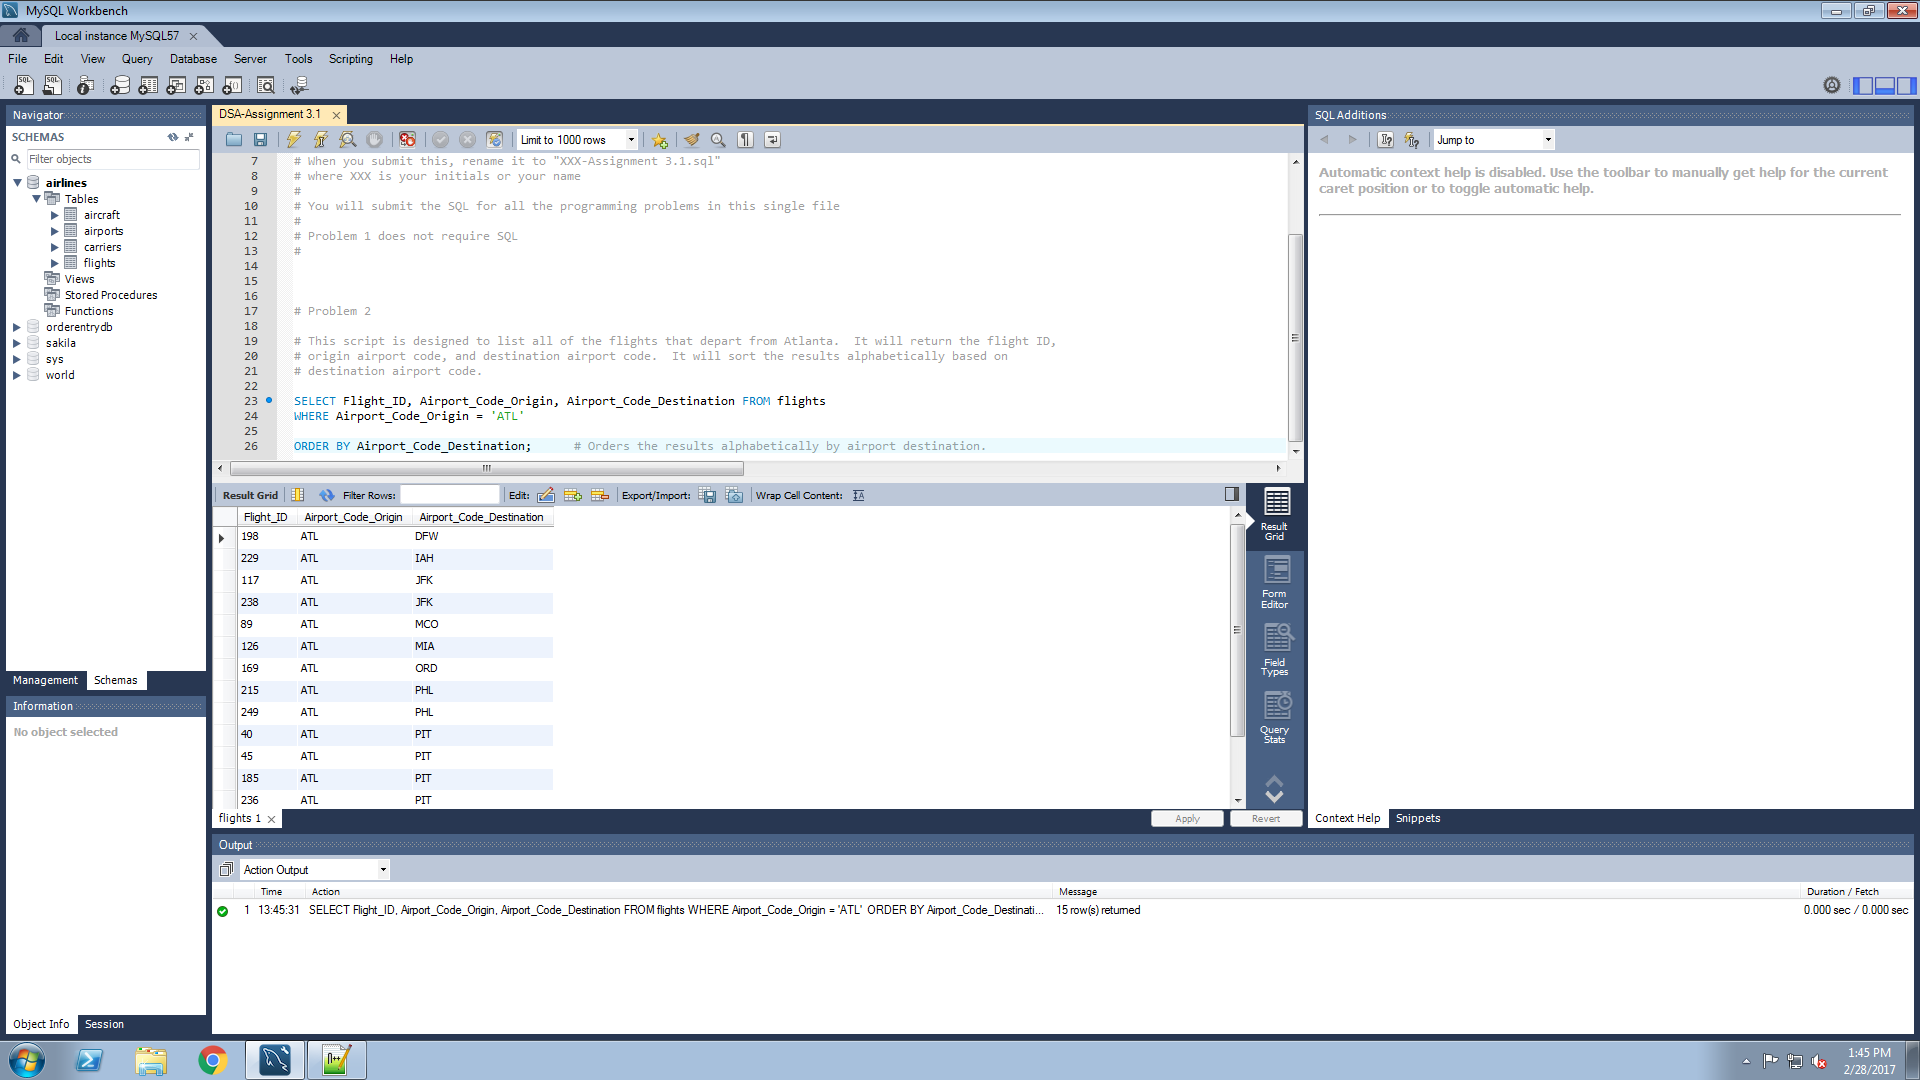 MySQL Workbench
Local instance MySQL57
File Edit View Query Database Server Tools Scripting Help
Navigator
SCHEMAS
Filter objects
airlines
Tables
aircraft
airports
carriers
flights
Views
Stored Procedures
Functions
orderentrydb
sakila
sys
world
Management Schemas
Information
No object selected
Object Info Session
DSA-Assignment 3.1
Limit to 1000 rows
7 # When you submit this, rename it to "XXX-Assignment 3.1.sql"
8 # where XXX is your initials or your name
9 #
10 # You will submit the SQL for all the programming problems in this single file
11 #
12 # Problem 1 does not require SQL
13 #
14
15
16
17 # Problem 2
18
19 # This script is designed to list all of the flights that depart from Atlanta.  It will return the flight ID,
20 # origin airport code, and destination airport code.  It will sort the results alphabetically based on
21 # destination airport code.
22
23 SELECT Flight_ID, Airport_Code_Origin, Airport_Code_Destination FROM flights
24 WHERE Airport_Code_Origin = 'ATL'
25
26 ORDER BY Airport_Code_Destination;      # Orders the results alphabetically by airport destination.
Result Grid Filter Rows: Edit: Export/Import: Wrap Cell Content:
Flight_ID Airport_Code_Origin Airport_Code_Destination
198 ATL DFW
229 ATL IAH
117 ATL JFK
238 ATL JFK
89 ATL MCO
126 ATL MIA
169 ATL ORD
215 ATL PHL
249 ATL PHL
40 ATL PIT
45 ATL PIT
185 ATL PIT
236 ATL PIT
Result
Grid
Form
Editor
Field
Types
Query
Stats
flights 1
Apply Revert
SQL Additions
Jump to
Automatic context help is disabled. Use the toolbar to manually get help for the current
caret position or to toggle automatic help.
Context Help Snippets
Output
Action Output
Time Action Message Duration / Fetch
1 13:45:31 SELECT Flight_ID, Airport_Code_Origin, Airport_Code_Destination FROM flights WHERE Airport_Code_Origin = 'ATL'  ORDER BY Airport_Code_Destinati... 15 row(s) returned 0.000 sec / 0.000 sec
1:45 PM
2/28/2017